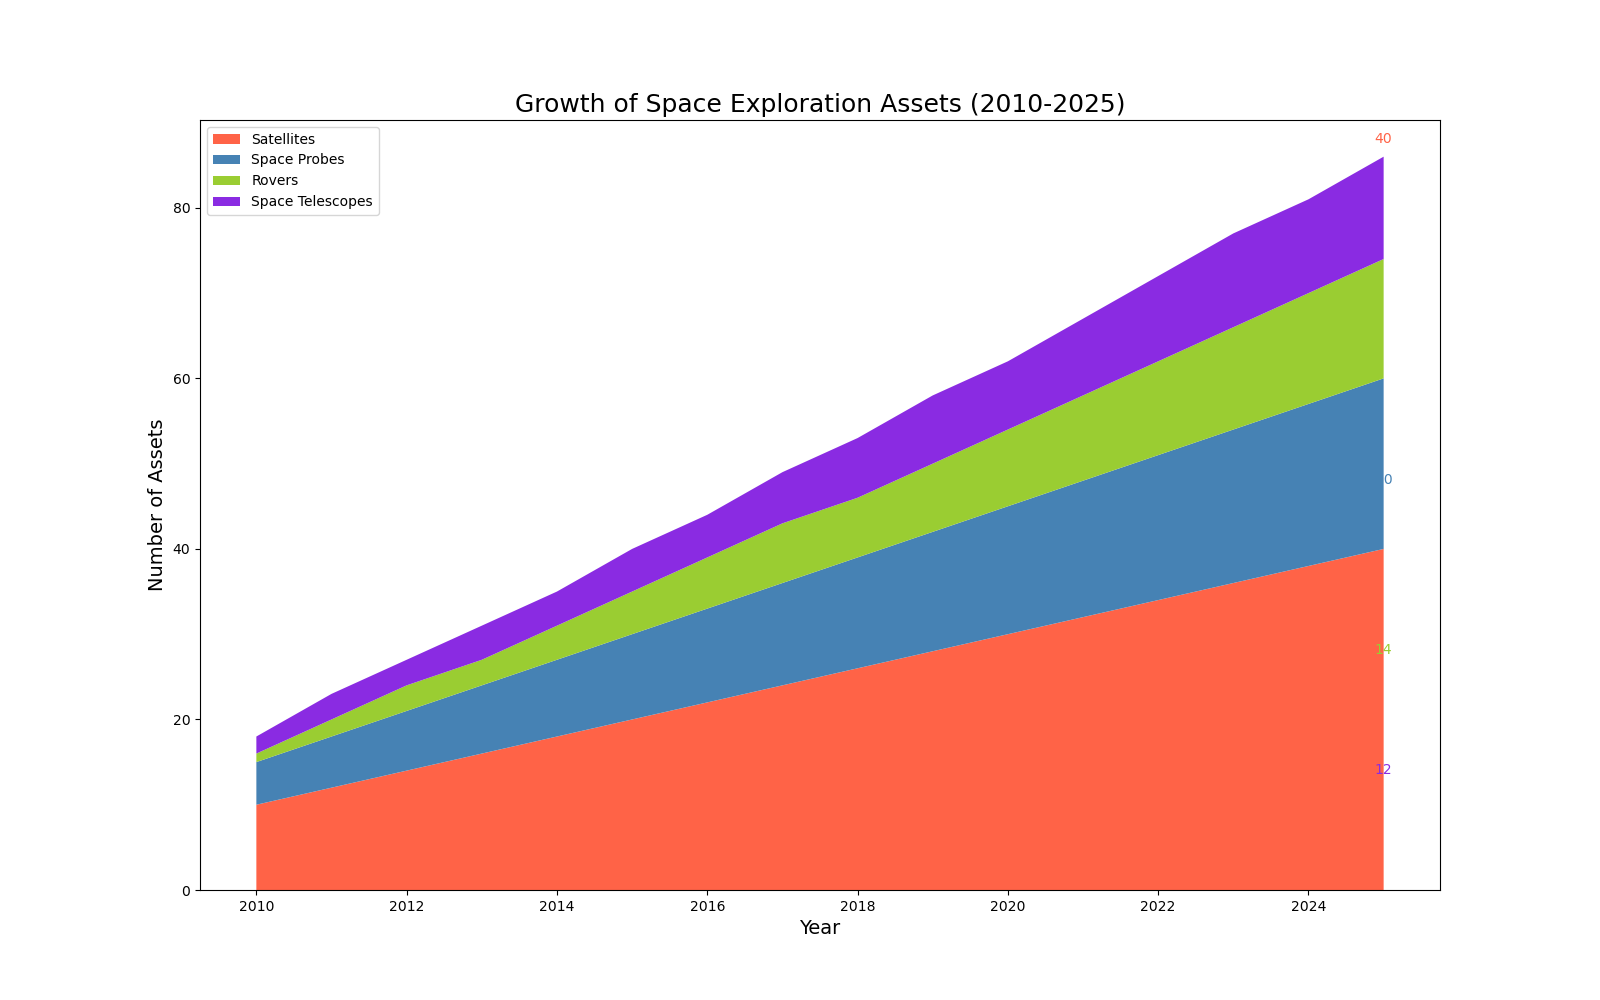 Growth of Space Exploration Assets (2010-2025)
Satellites
Space Probes
Rovers
Space Telescopes
40
80
60
0
40
14
20
12
0
2010 2012 2014 2016 2018 2020 2022 2024
Year
Number of Assets